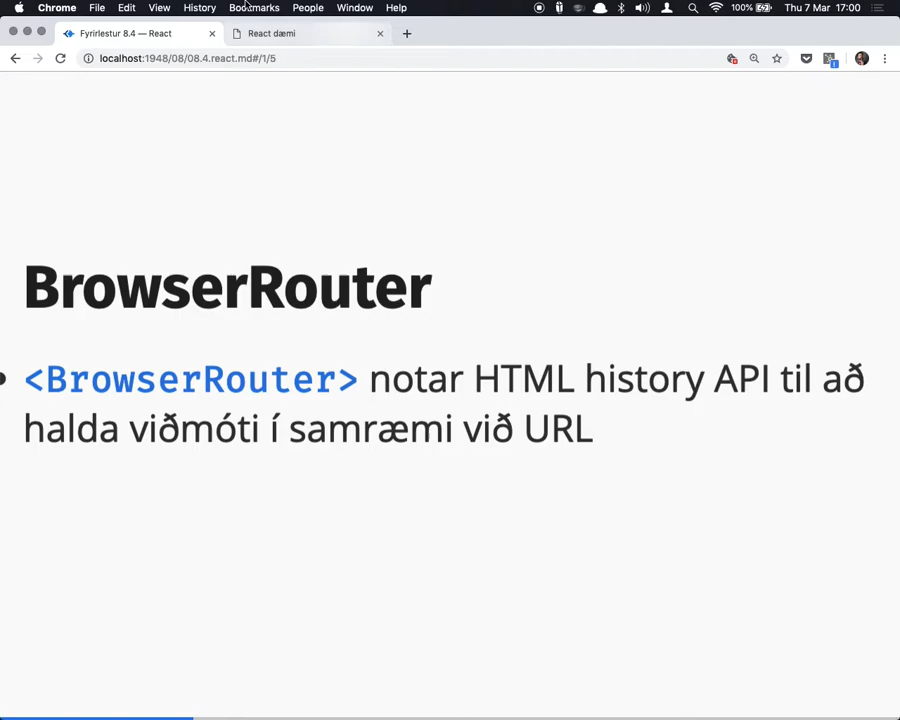 Chrome File Edit View History Bookmarks People Window Help 100% Thu 7 Mar 17:00
Fyrirlestur 8.4 — React React dæmi
localhost:1948/08/08.4.react.md#/1/5
BrowserRouter
<BrowserRouter> notar HTML history API til að
halda viðmóti í samræmi við URL